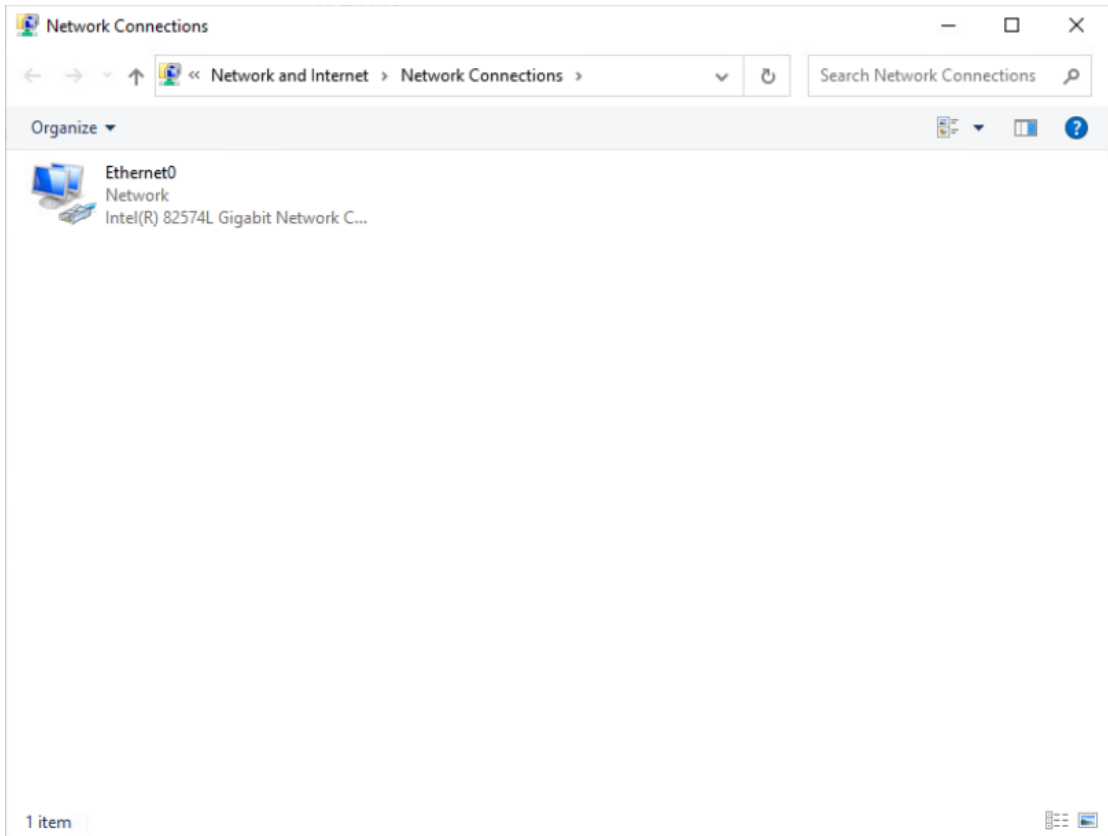 Network Connections
« Network and Internet › Network Connections ›
Search Network Connections
Organize
?
Ethernet0
Network
Intel(R) 82574L Gigabit Network C...
1 item